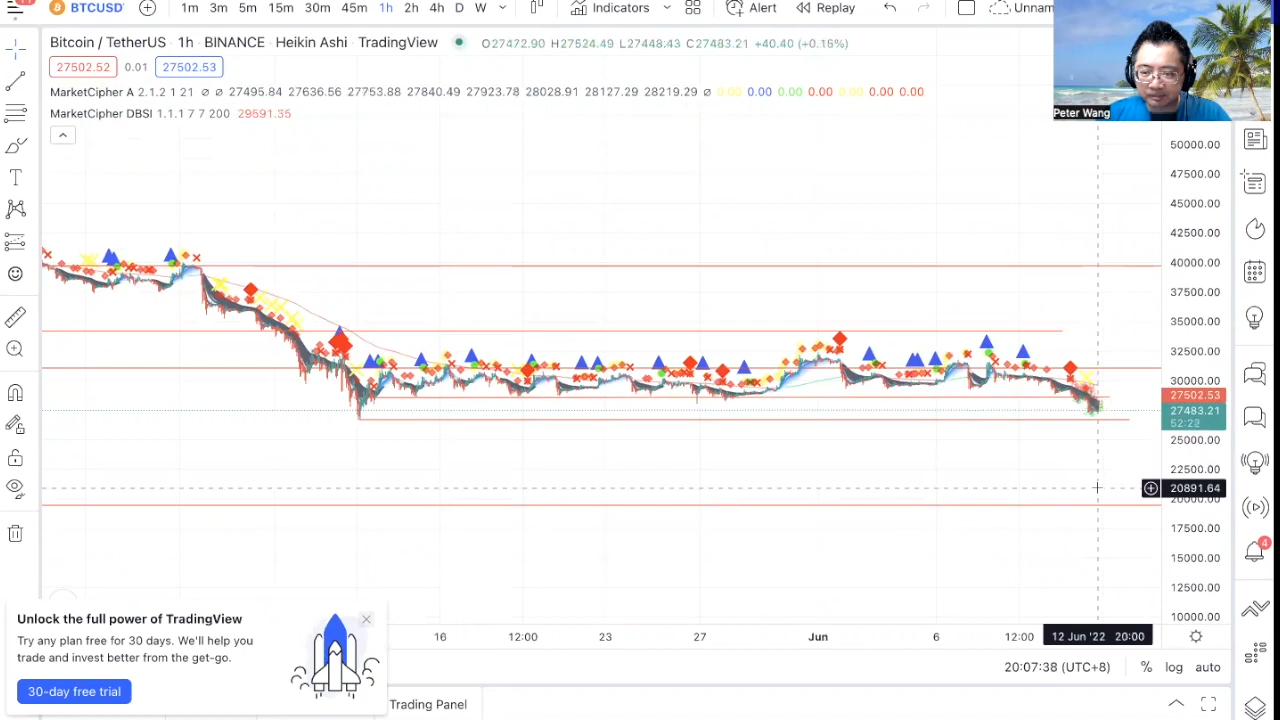 11
BTCUSD
1m 3m 5m 15m 30m 45m 1h 2h 4h D W
Indicators
Alert
Replay
Unnam
Bitcoin / TetherUS · 1h · BINANCE · Heikin Ashi · TradingView
O27472.90 H27524.49 L27448.43 C27483.21 +40.40 (+0.15%)
27502.52 0.01 27502.53
MarketCipher A 2.1.2 1 21 ∅ ∅ 27495.84 27636.56 27753.88 27840.49 27923.78 28028.91 28127.29 28219.29 ∅ 0.00 0.00 0.00 0.00 0.00 0.00 0.00
MarketCipher DBSI 1.1.1 7 7 200 29591.35
Peter Wang
50000.00
47500.00
45000.00
42500.00
40000.00
37500.00
35000.00
32500.00
30000.00
27502.53
27483.21
52:22
25000.00
22500.00
20891.64
20000.00
17500.00
15000.00
12500.00
10000.00
4
16 12:00 23 27 Jun 6 12:00 12 Jun '22 20:00
Unlock the full power of TradingView
Try any plan free for 30 days. We'll help you
trade and invest better from the get-go.
30-day free trial
20:07:38 (UTC+8) % log auto
Trading Panel